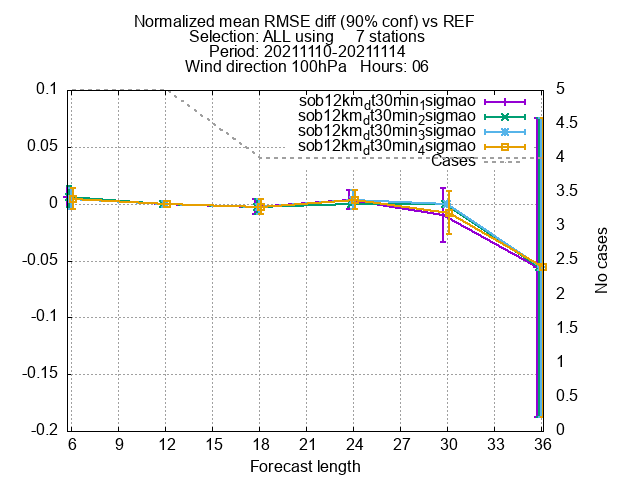 Normalized mean RMSE diff (90% conf) vs REF
Selection: ALL using 7 stations
Period: 20211110-20211114
Wind direction 100hPa Hours: 06
0.1
0.05
0
-0.05
-0.1
-0.15
-0.2
sob12km_dt30min_1sigmao
sob12km_dt30min_2sigmao
sob12km_dt30min_3sigmao
sob12km_dt30min_4sigmao
Cases
5
4.5
4
3.5
3
2.5
2
1.5
1
0.5
0
No cases
6 9 12 15 18 21 24 27 30 33 36
Forecast length